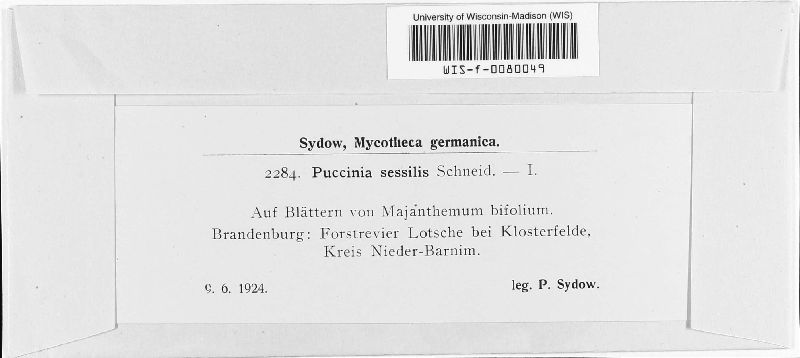 University of Wisconsin-Madison (WIS)
WIS-f-0080049
Sydow, Mycotheca germanica.
2284. Puccinia sessilis Schneid. — I.
Auf Blättern von Majanthemum bifolium.
Brandenburg: Forstrevier Lotsche bei Klosterfelde,
Kreis Nieder-Barnim.
9. 6. 1924.
leg. P. Sydow.